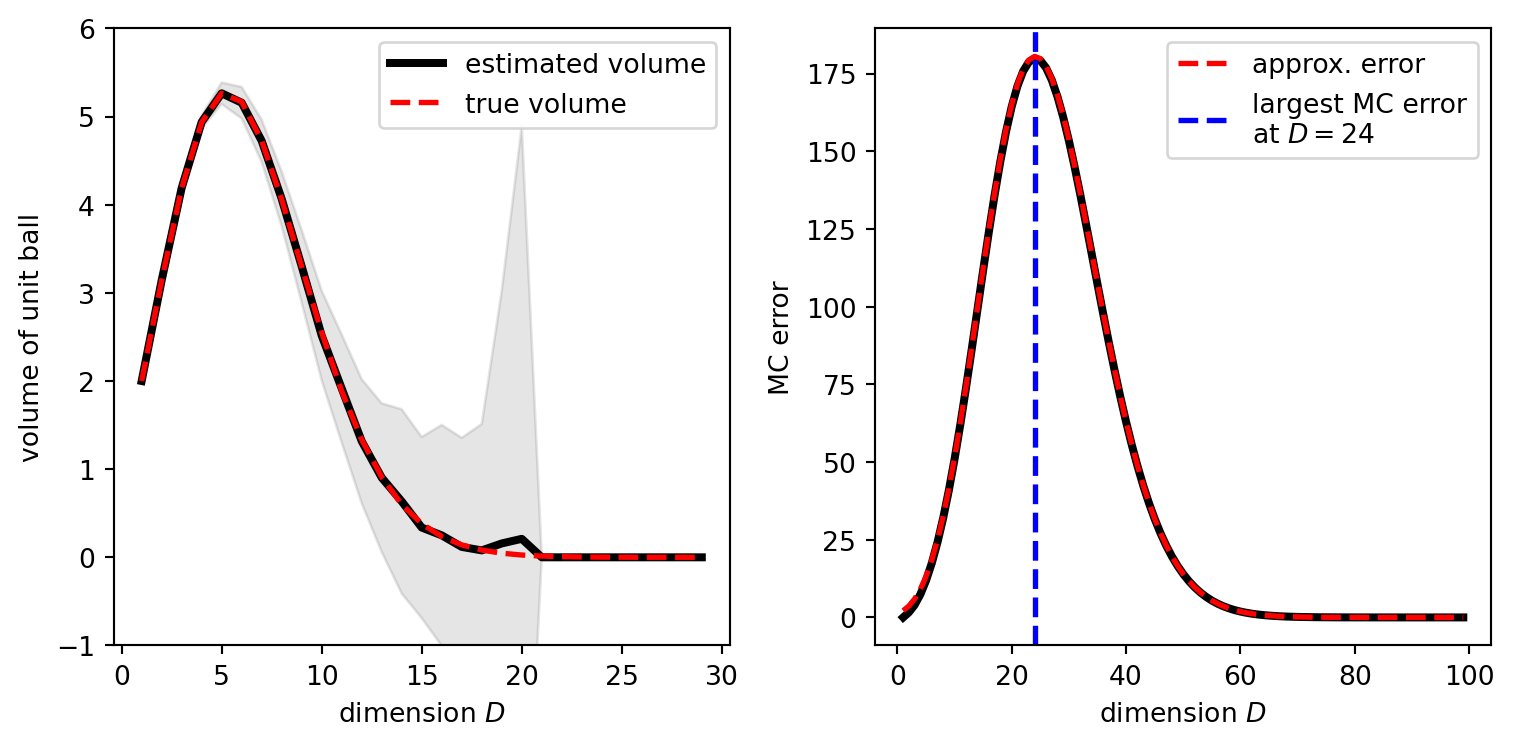 volume of unit ball
6
5
4
3
2
1
0
−1
estimated volume
true volume
0 5 10 15 20 25 30
dimension D
MC error
175
150
125
100
75
50
25
0
approx. error
largest MC error
at D = 24
0 20 40 60 80 100
dimension D